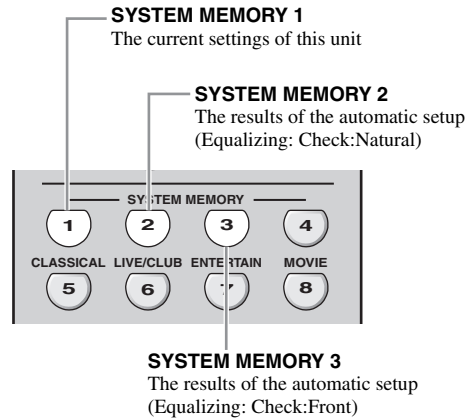 SYSTEM MEMORY 1
The current settings of this unit
SYSTEM MEMORY 2
The results of the automatic setup
(Equalizing: Check:Natural)
SYSTEM MEMORY
1 2 3 4
CLASSICAL LIVE/CLUB ENTERTAIN MOVIE
5 6 7 8
SYSTEM MEMORY 3
The results of the automatic setup
(Equalizing: Check:Front)